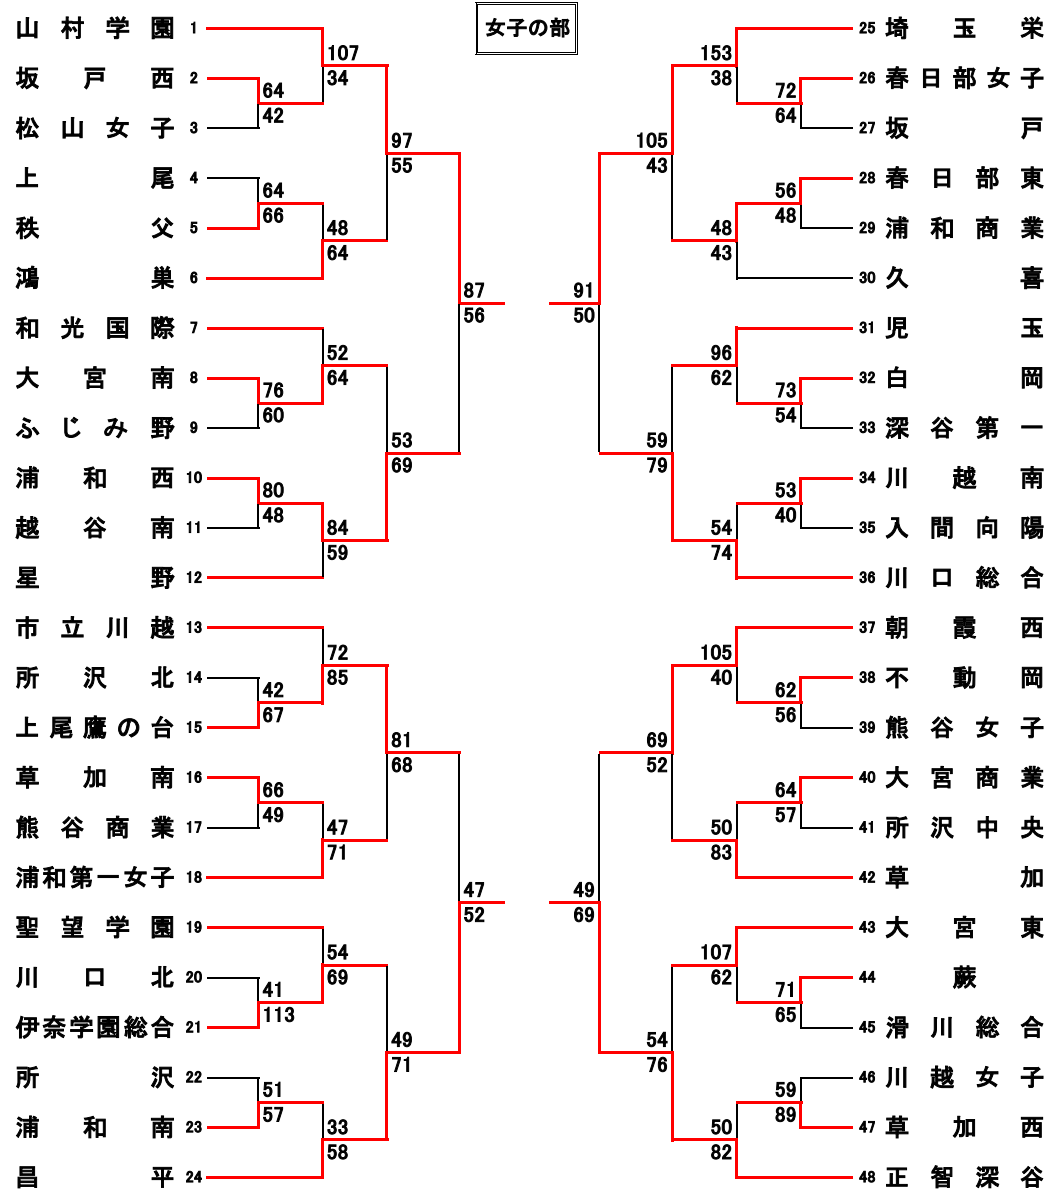 女子の部
山村学園 1
坂戸西 2
松山女子 3
上尾 4
秩父 5
鴻巣 6
和光国際 7
大宮南 8
ふじみ野 9
浦和西 10
越谷南 11
星野 12
市立川越 13
所沢北 14
上尾鷹の台 15
草加南 16
熊谷商業 17
浦和第一女子 18
聖望学園 19
川口北 20
伊奈学園総合 21
所沢 22
浦和南 23
昌平 24
107
34
64
42
97
55
64
66
48
64
87
56
52
64
76
60
53
69
80
48
84
59
72
85
42
67
81
68
66
49
47
71
47
52
54
69
41
113
49
71
51
57
33
58
153
38
72
64
105
43
56
48
48
43
91
50
96
62
73
54
59
79
53
40
54
74
105
40
62
56
69
52
64
57
50
83
49
69
107
62
71
65
54
76
59
89
50
82
25 埼玉栄
26 春日部女子
27 坂戸
28 春日部東
29 浦和商業
30 久喜
31 児玉
32 白岡
33 深谷第一
34 川越南
35 入間向陽
36 川口総合
37 朝霞西
38 不動岡
39 熊谷女子
40 大宮商業
41 所沢中央
42 草加
43 大宮東
44 蕨
45 滑川総合
46 川越女子
47 草加西
48 正智深谷